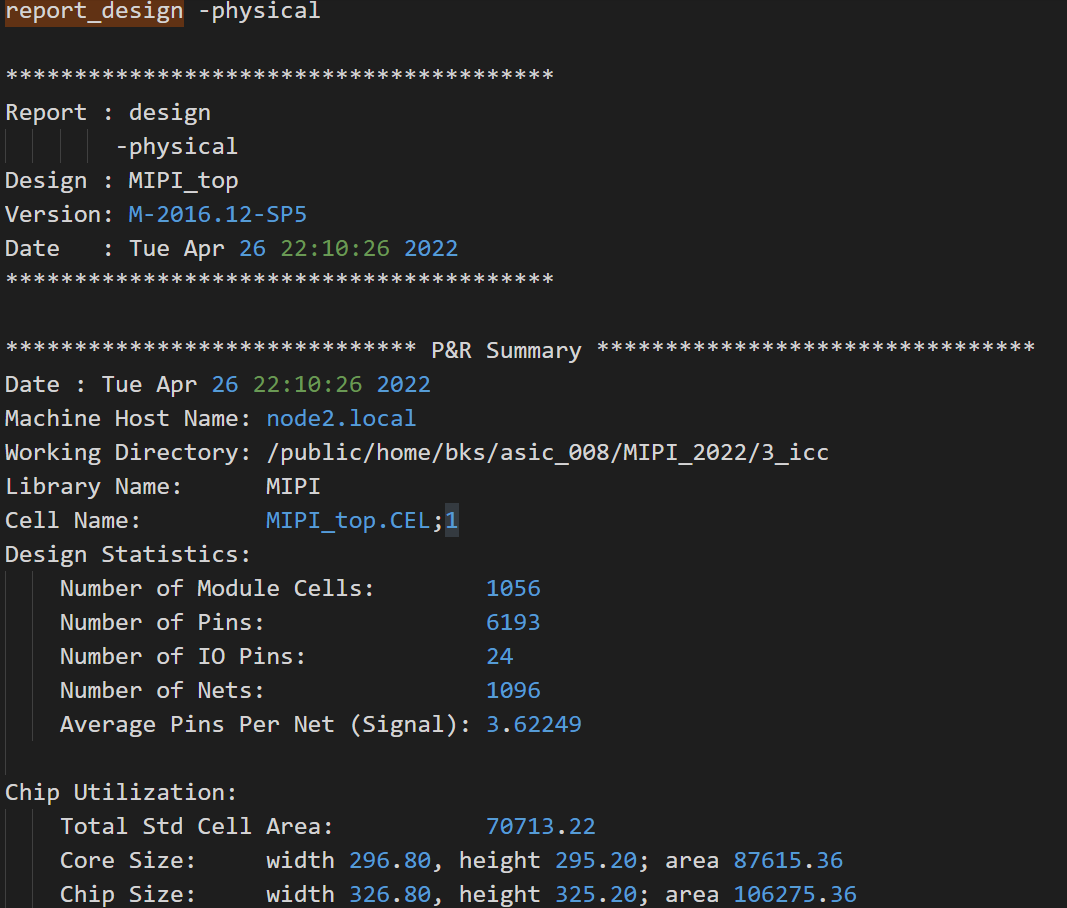 report_design -physical
****************************************
Report : design
-physical
Design : MIPI_top
Version: M-2016.12-SP5
Date   : Tue Apr 26 22:10:26 2022
****************************************
****************************** P&R Summary ********************************
Date : Tue Apr 26 22:10:26 2022
Machine Host Name: node2.local
Working Directory: /public/home/bks/asic_008/MIPI_2022/3_icc
Library Name:      MIPI
Cell Name:         MIPI_top.CEL;1
Design Statistics:
    Number of Module Cells:        1056
    Number of Pins:                6193
    Number of IO Pins:             24
    Number of Nets:                1096
    Average Pins Per Net (Signal): 3.62249
Chip Utilization:
    Total Std Cell Area:           70713.22
    Core Size:     width 296.80, height 295.20; area 87615.36
    Chip Size:     width 326.80, height 325.20; area 106275.36